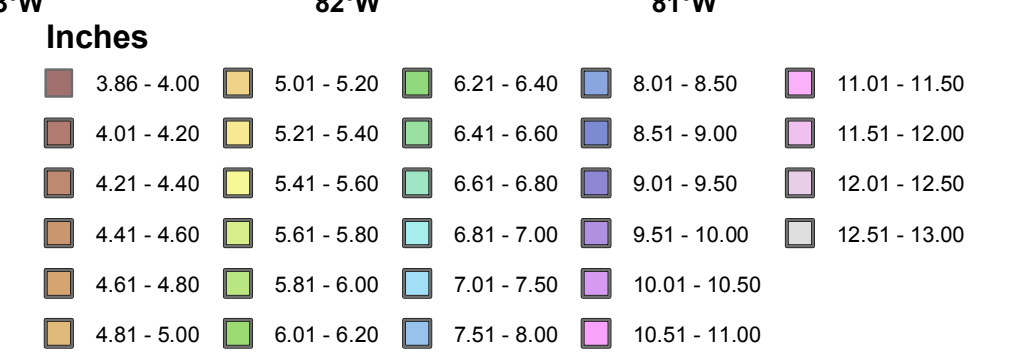 82°W 81°W
Inches
3.86 - 4.00 5.01 - 5.20 6.21 - 6.40 8.01 - 8.50 11.01 - 11.50
4.01 - 4.20 5.21 - 5.40 6.41 - 6.60 8.51 - 9.00 11.51 - 12.00
4.21 - 4.40 5.41 - 5.60 6.61 - 6.80 9.01 - 9.50 12.01 - 12.50
4.41 - 4.60 5.61 - 5.80 6.81 - 7.00 9.51 - 10.00 12.51 - 13.00
4.61 - 4.80 5.81 - 6.00 7.01 - 7.50 10.01 - 10.50
4.81 - 5.00 6.01 - 6.20 7.51 - 8.00 10.51 - 11.00